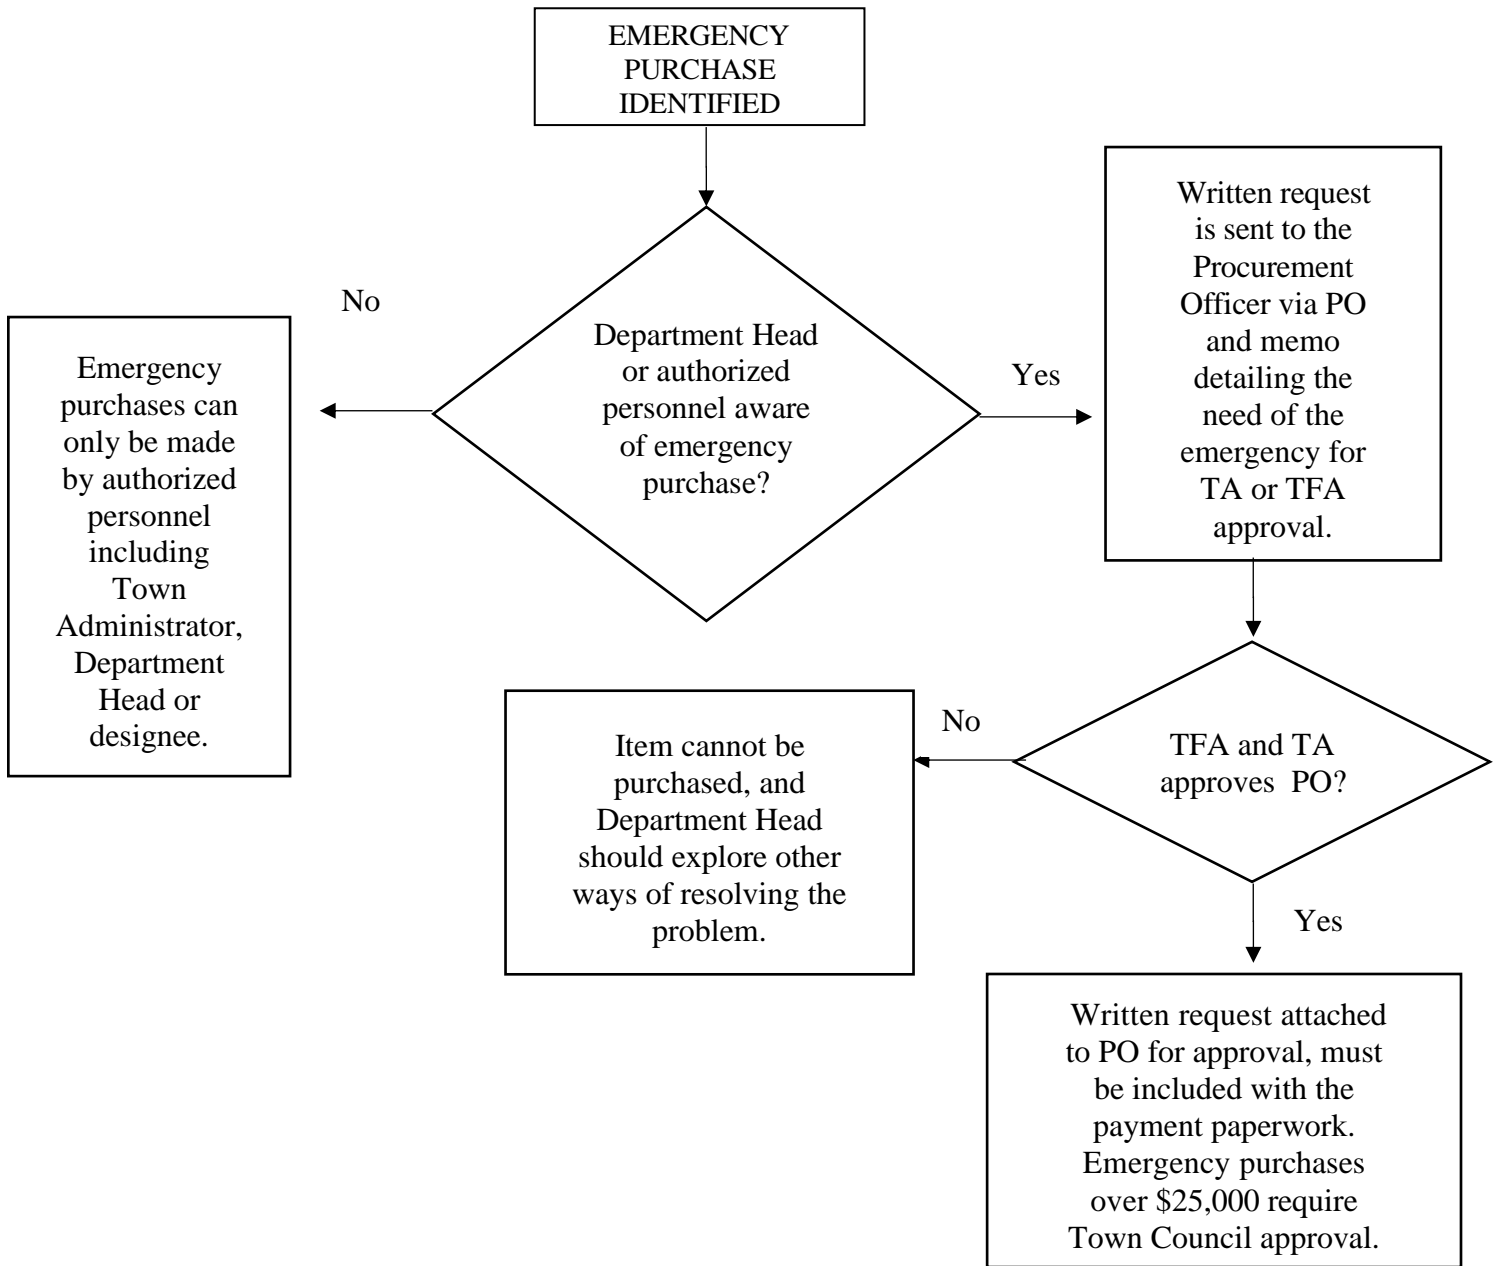 EMERGENCY
PURCHASE
IDENTIFIED
Department Head
or authorized
personnel aware
of emergency
purchase?
No
Emergency
purchases can
only be made
by authorized
personnel
including
Town
Administrator,
Department
Head or
designee.
Yes
Written request
is sent to the
Procurement
Officer via PO
and memo
detailing the
need of the
emergency for
TA or TFA
approval.
TFA and TA
approves PO?
No
Item cannot be
purchased, and
Department Head
should explore other
ways of resolving the
problem.
Yes
Written request attached
to PO for approval, must
be included with the
payment paperwork.
Emergency purchases
over $25,000 require
Town Council approval.